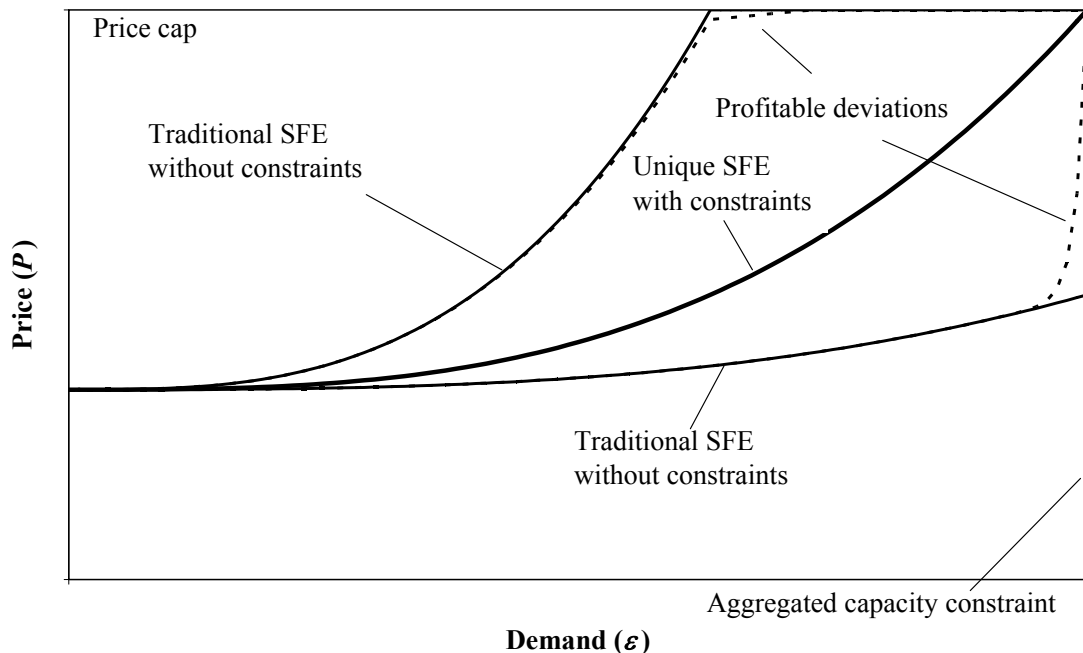 Price cap
Traditional SFE
without constraints
Profitable deviations
Unique SFE
with constraints
Price (P)
Traditional SFE
without constraints
Aggregated capacity constraint
Demand (ε)